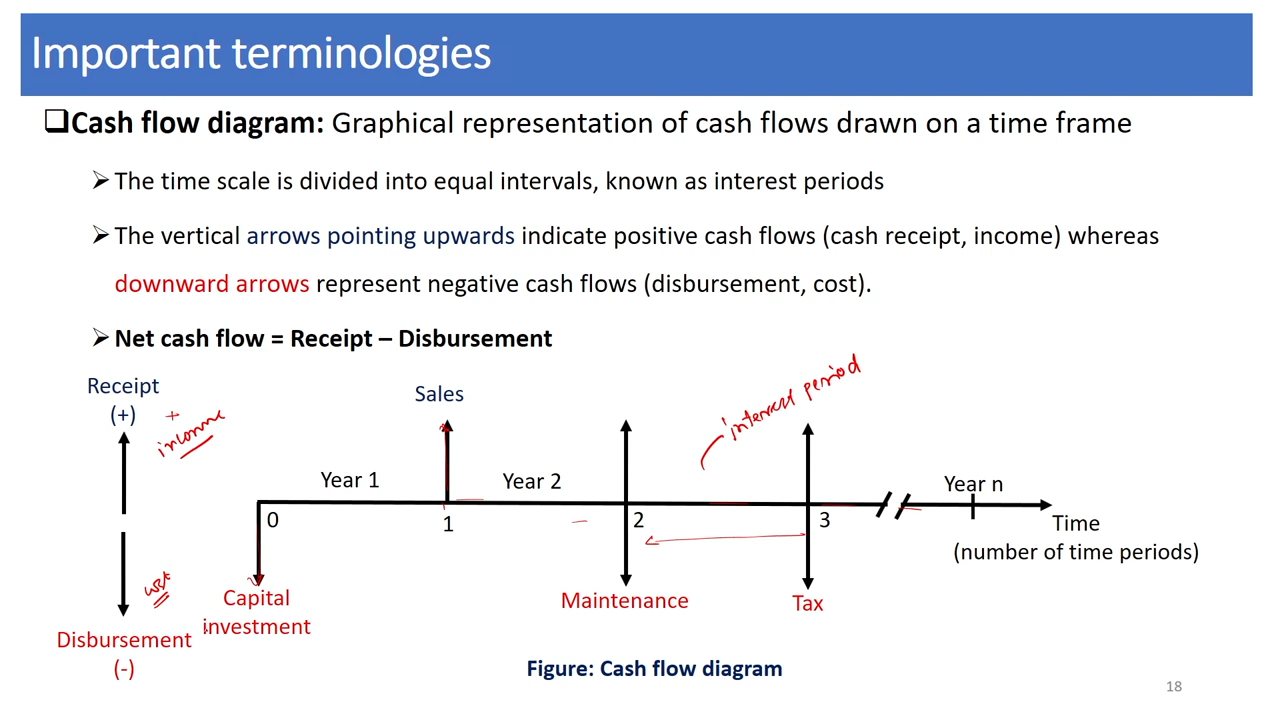 Important terminologies
Cash flow diagram: Graphical representation of cash flows drawn on a time frame
The time scale is divided into equal intervals, known as interest periods
The vertical arrows pointing upwards indicate positive cash flows (cash receipt, income) whereas
downward arrows represent negative cash flows (disbursement, cost).
Net cash flow = Receipt – Disbursement
Receipt
(+)
+
income
Sales
interest period
Year 1
Year 2
Year n
0
1
2
3
Time
(number of time periods)
cost
Capital
investment
Maintenance
Tax
Disbursement
(-)
Figure: Cash flow diagram
18